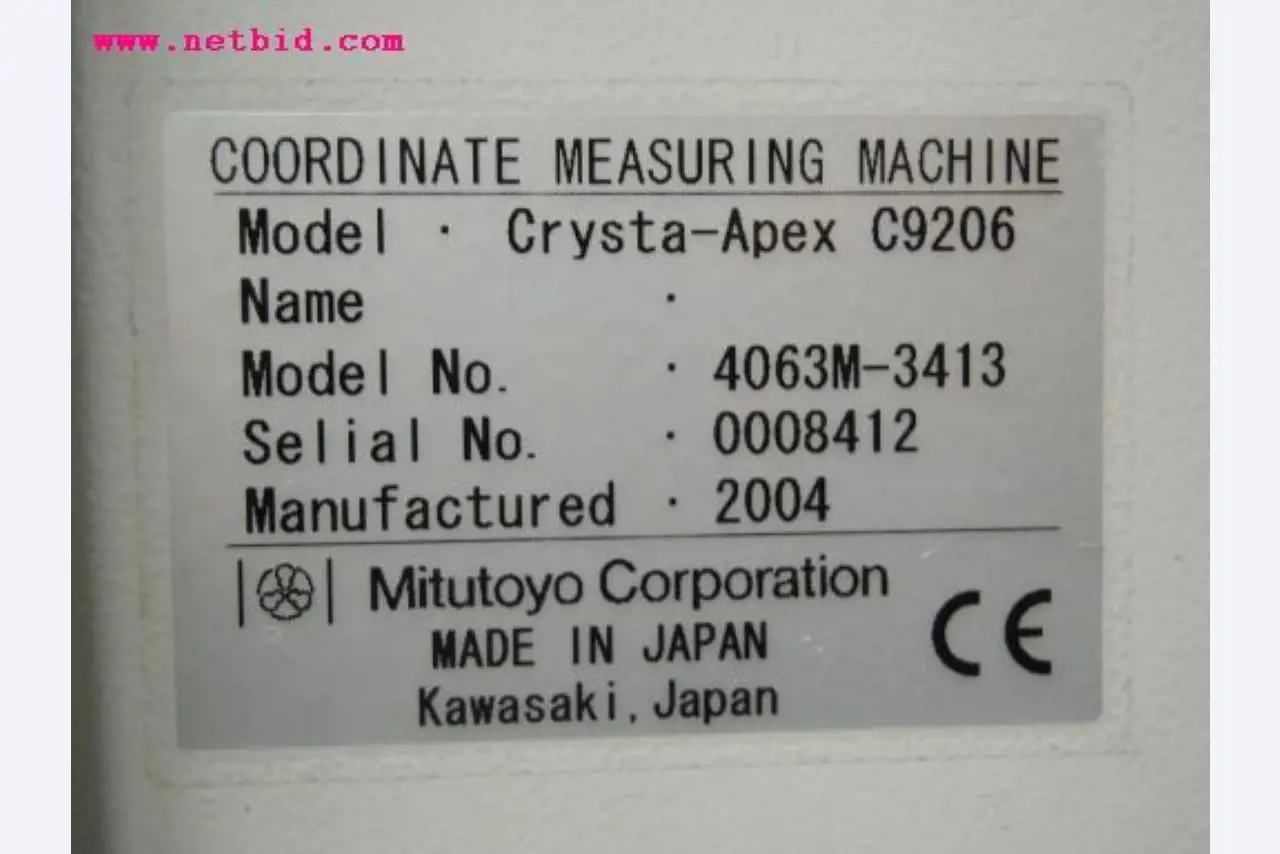 www.netbid.com
COORDINATE MEASURING MACHINE
Model · Crysta-Apex C9206
Name ·
Model No. · 4063M-3413
Selial No. · 0008412
Manufactured · 2004
Mitutoyo Corporation
MADE IN JAPAN
Kawasaki, Japan
CE